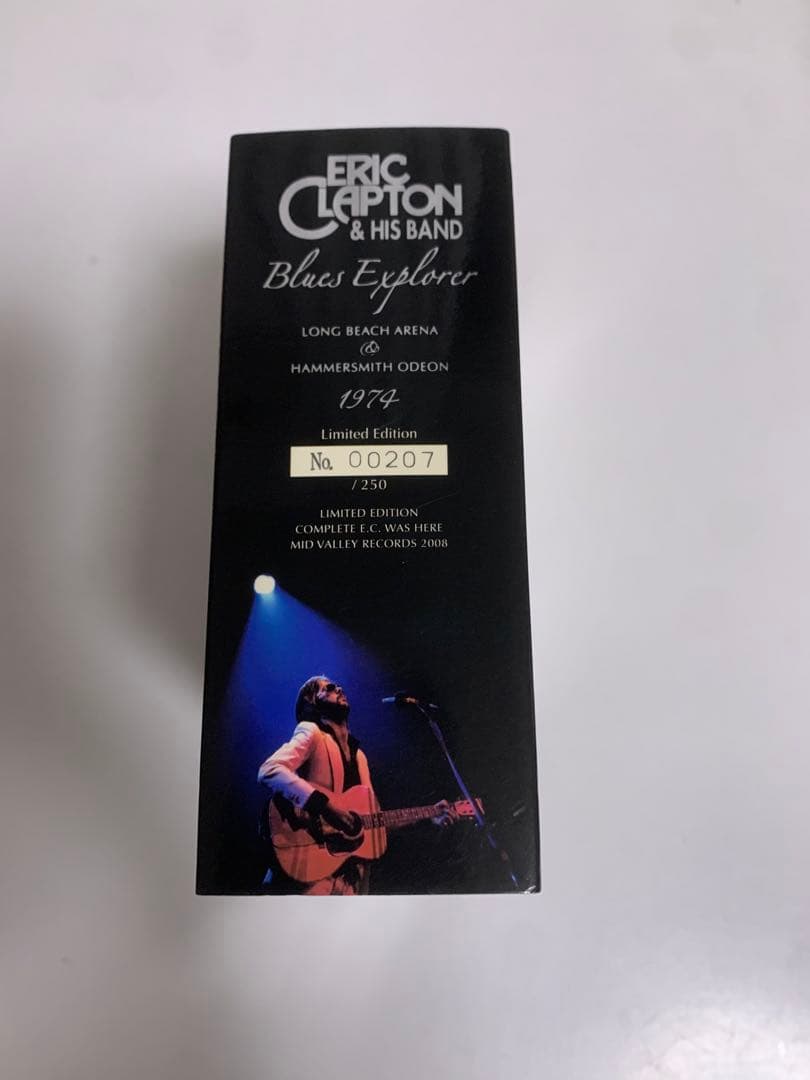 ERIC
CLAPTON
& HIS BAND
Blues Explorer
LONG BEACH ARENA
&
HAMMERSMITH ODEON
1974
Limited Edition
No. 00207
/ 250
LIMITED EDITION
COMPLETE E.C. WAS HERE
MID VALLEY RECORDS 2008